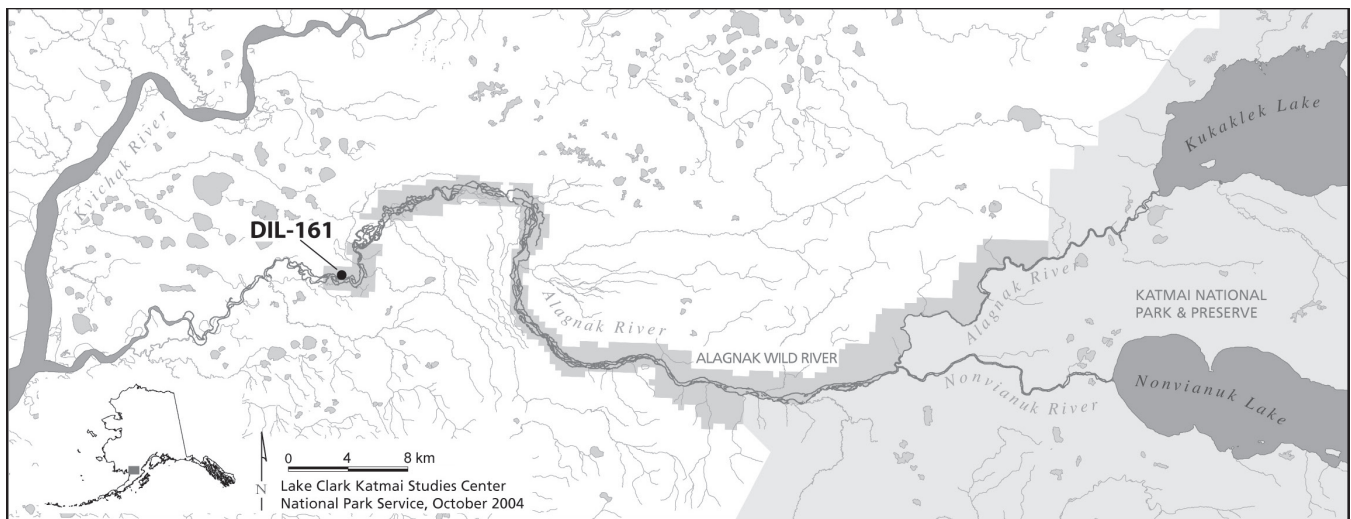 Kukaklek Lake
Kvichak River
DIL-161
Alagnak River
Alagnak River
KATMAI NATIONAL
PARK & PRESERVE
ALAGNAK WILD RIVER
Nonvianuk River
Nonvianuk Lake
N
0 4 8 km
Lake Clark Katmai Studies Center
National Park Service, October 2004